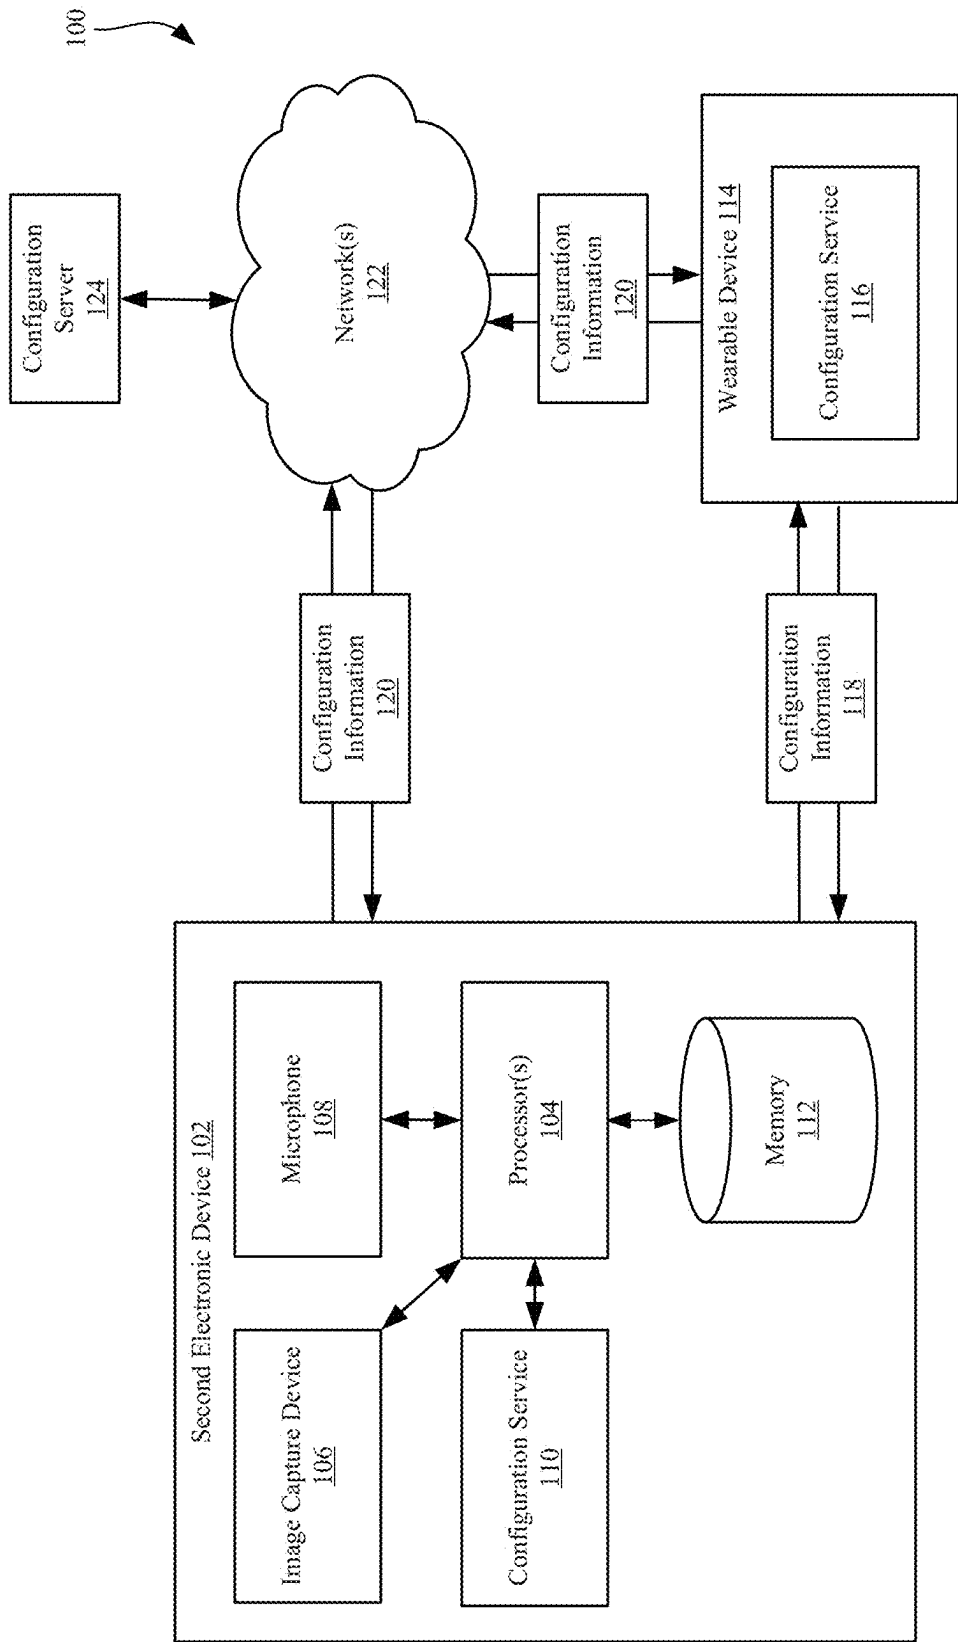 100
Second Electronic Device 102
Image Capture Device
106
Microphone
108
Configuration Service
110
Processor(s)
104
Memory
112
Configuration
Information
120
Configuration
Information
118
Configuration
Server
124
Network(s)
122
Configuration
Information
120
Wearable Device 114
Configuration Service
116